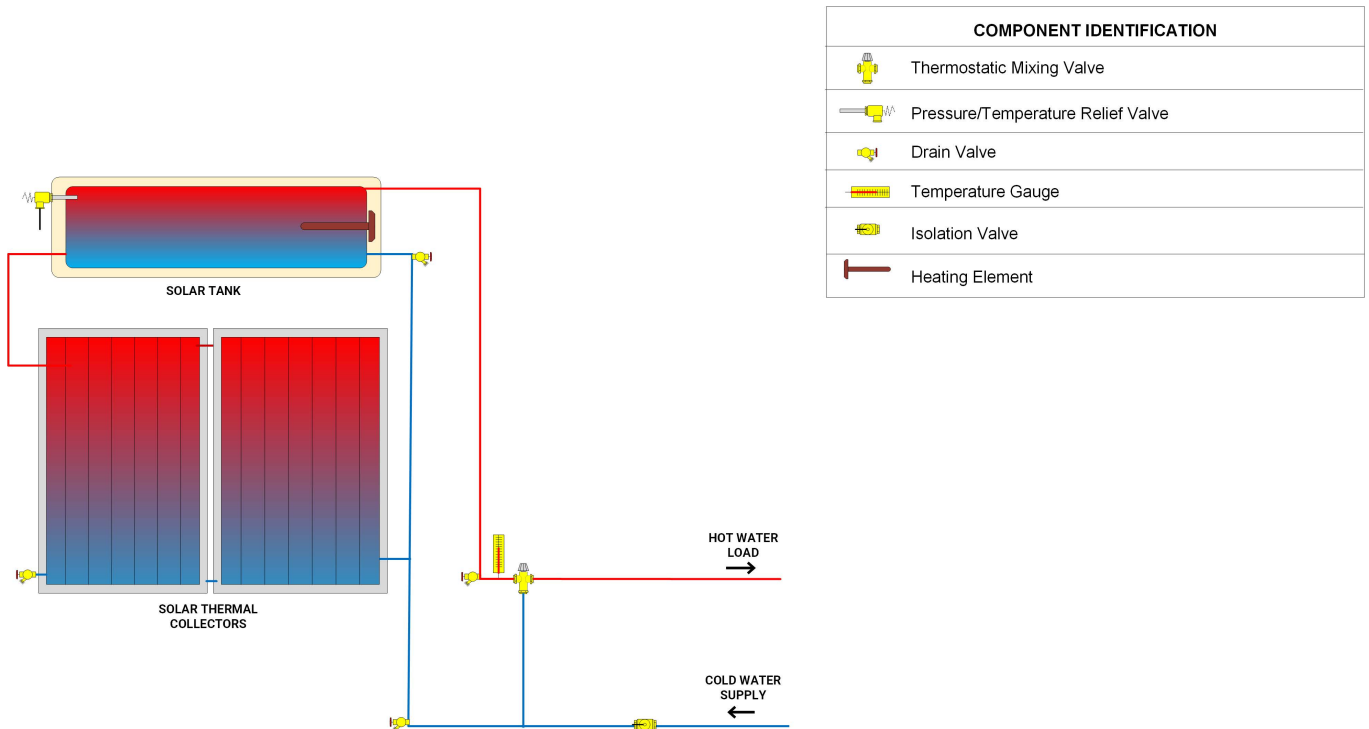 COMPONENT IDENTIFICATION
Thermostatic Mixing Valve
Pressure/Temperature Relief Valve
Drain Valve
Temperature Gauge
Isolation Valve
Heating Element
SOLAR TANK
SOLAR THERMAL
COLLECTORS
HOT WATER
LOAD
COLD WATER
SUPPLY